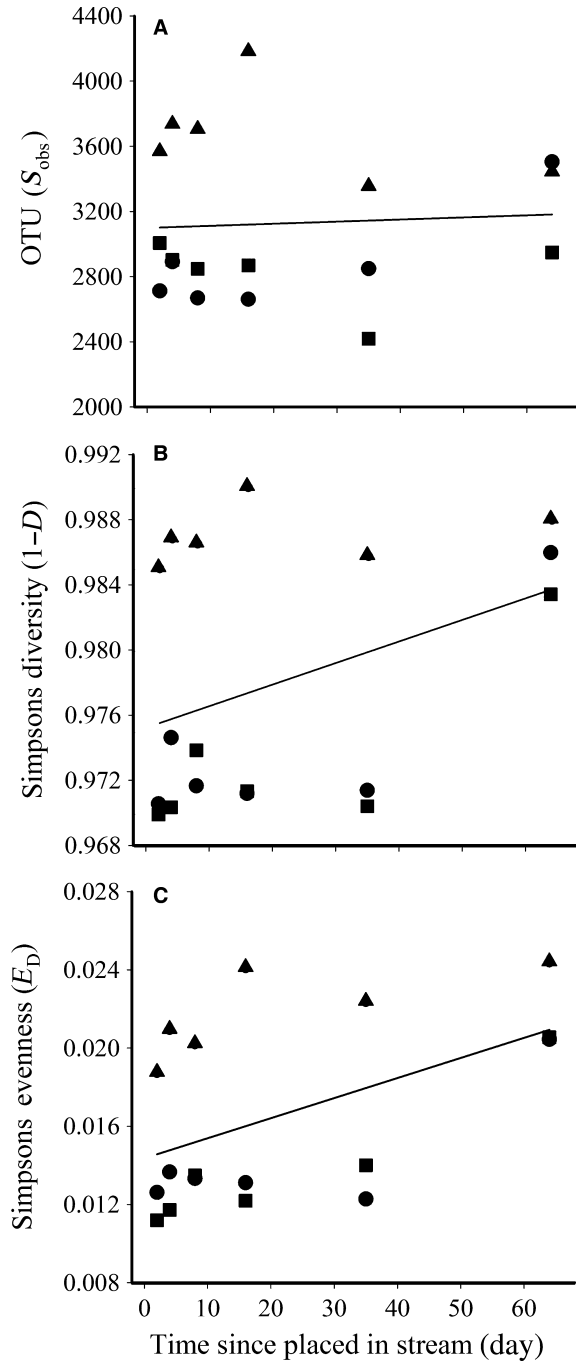 A
OTU (Sobs)
4400
4000
3600
3200
2800
2400
2000
B
Simpsons diversity (1–D)
0.992
0.988
0.984
0.980
0.976
0.972
0.968
C
Simpsons evenness (ED)
0.028
0.024
0.020
0.016
0.012
0.008
0 10 20 30 40 50 60
Time since placed in stream (day)